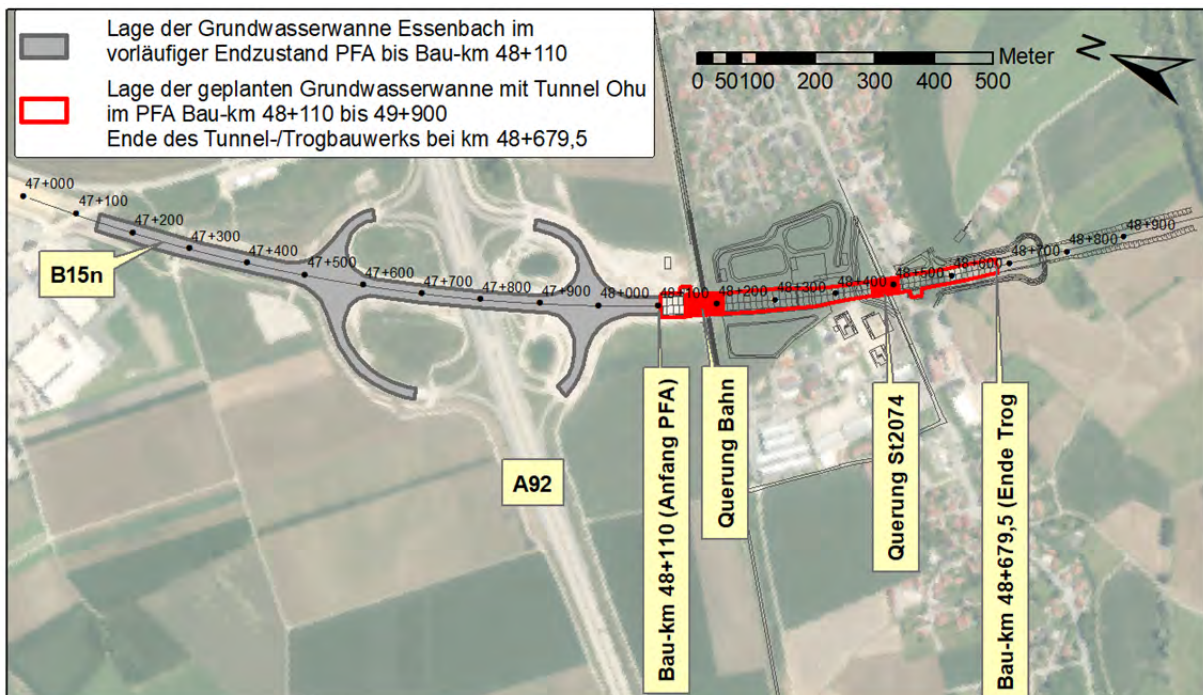 Lage der Grundwasserwanne Essenbach im
vorläufiger Endzustand PFA bis Bau-km 48+110
Lage der geplanten Grundwasserwanne mit Tunnel Ohu
im PFA Bau-km 48+110 bis 49+900
Ende des Tunnel-/Trogbauwerks bei km 48+679,5
Meter
0 50 100 200 300 400 500
N
47+000
47+100
47+200
47+300
47+400
47+500
47+600
47+700
47+800
47+900
48+000
48+100
48+200
48+300
48+400
48+500
48+600
48+700
48+800
48+900
B15n
A92
Bau-km 48+110 (Anfang PFA)
Querung Bahn
Querung St2074
Bau-km 48+679,5 (Ende Trog)